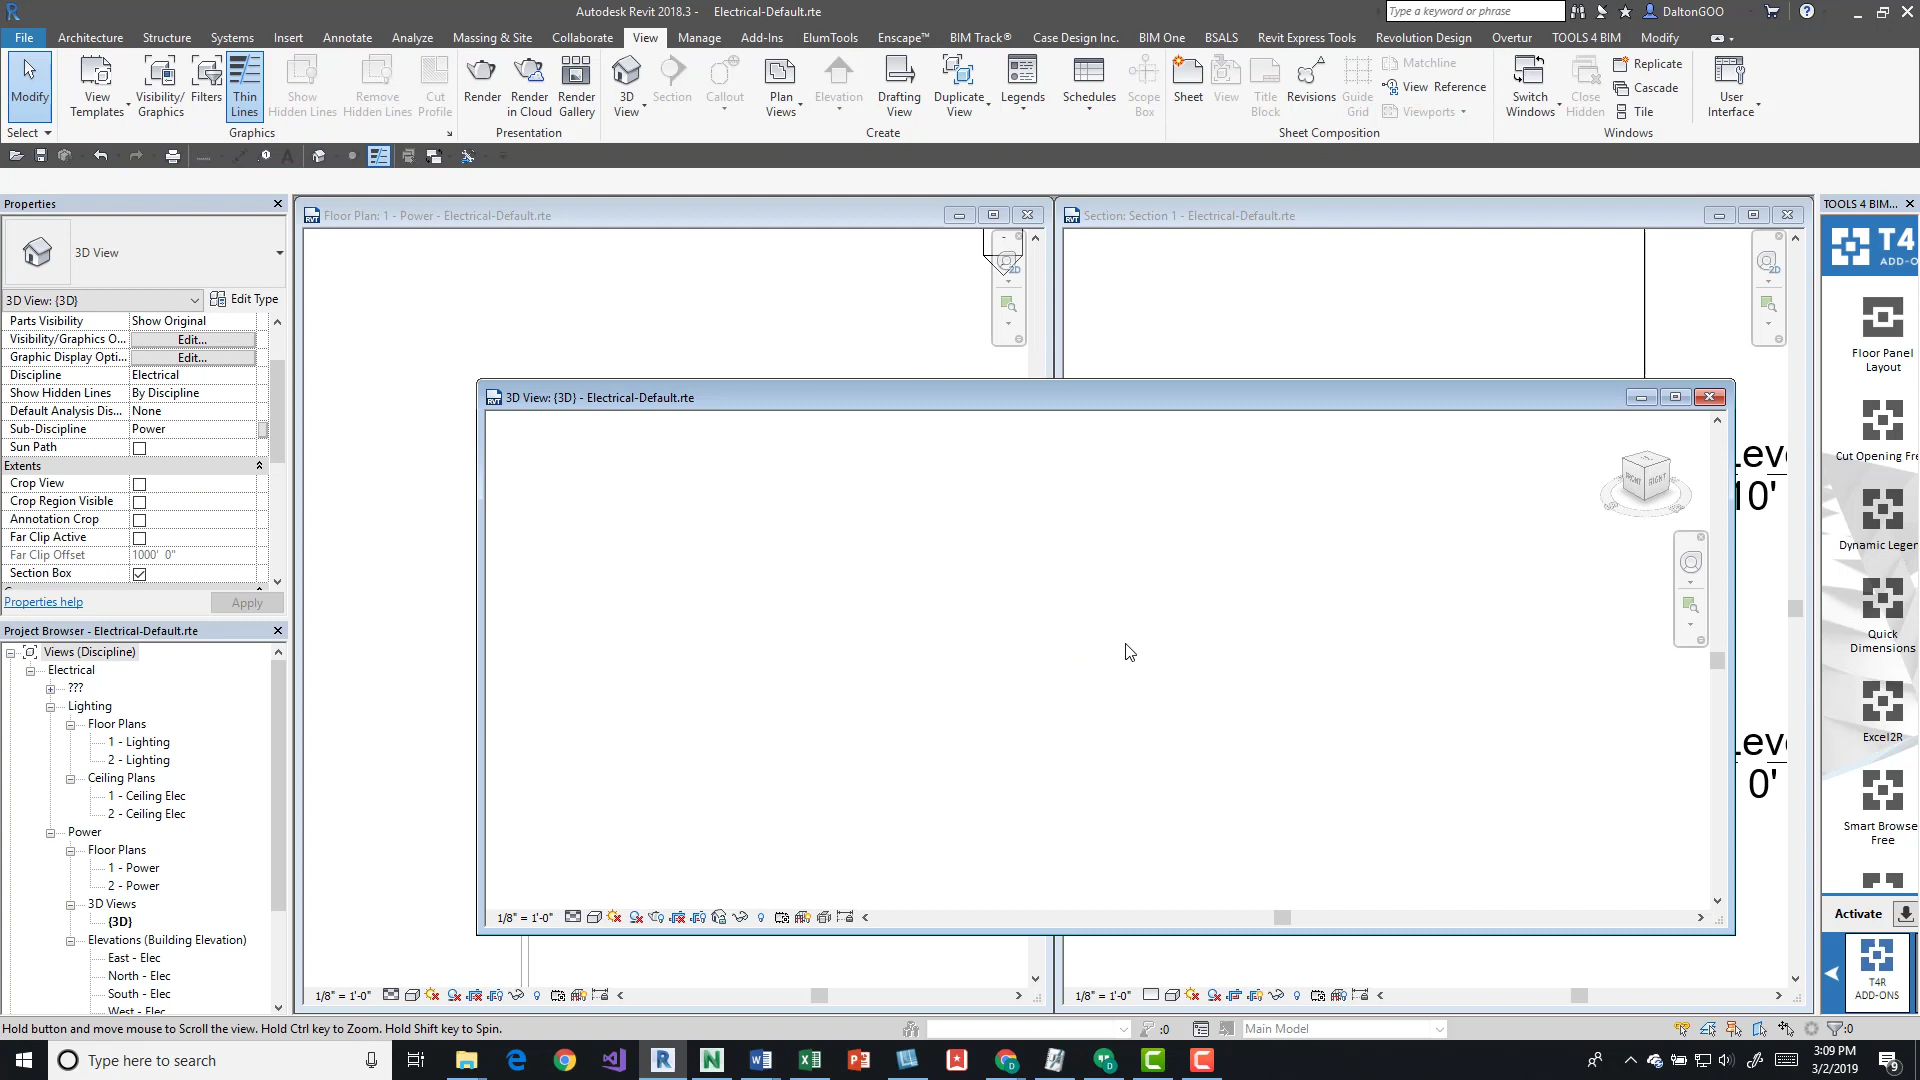 Autodesk Revit 2018.3 - Electrical-Default.rte
Type a keyword or phrase
DaltonGOO
File Architecture Structure Systems Insert Annotate Analyze Massing & Site Collaborate View Manage Add-Ins ElumTools Enscape™ BIM Track® Case Design Inc. BIM One BSALS Revit Express Tools Revolution Design Overtur TOOLS 4 BIM Modify
Modify
View Templates
Visibility/ Graphics
Filters
Thin Lines
Show Hidden Lines
Remove Hidden Lines
Cut Profile
Render
Render in Cloud
Render Gallery
3D View
Section
Callout
Plan Views
Elevation
Drafting View
Duplicate View
Legends
Schedules
Scope Box
Sheet
View
Title Block
Revisions
Guide Grid
Matchline
View Reference
Viewports
Switch Windows
Close Hidden
Replicate
Cascade
Tile
User Interface
Select
Graphics
Presentation
Create
Sheet Composition
Windows
Properties
3D View
3D View: {3D}
Edit Type
Parts Visibility Show Original
Visibility/Graphics O... Edit...
Graphic Display Opti... Edit...
Discipline Electrical
Show Hidden Lines By Discipline
Default Analysis Dis... None
Sub-Discipline Power
Sun Path
Extents
Crop View
Crop Region Visible
Annotation Crop
Far Clip Active
Far Clip Offset 1000' 0"
Section Box
Properties help
Apply
Project Browser - Electrical-Default.rte
Views (Discipline)
Electrical
???
Lighting
Floor Plans
1 - Lighting
2 - Lighting
Ceiling Plans
1 - Ceiling Elec
2 - Ceiling Elec
Power
Floor Plans
1 - Power
2 - Power
3D Views
{3D}
Elevations (Building Elevation)
East - Elec
North - Elec
South - Elec
West - Elec
Floor Plan: 1 - Power - Electrical-Default.rte
2D
1/8" = 1'-0"
Section: Section 1 - Electrical-Default.rte
2D
Leve
10'
Leve
0'
1/8" = 1'-0"
3D View: {3D} - Electrical-Default.rte
FRONT RIGHT
1/8" = 1'-0"
TOOLS 4 BIM...
T4
ADD-O
Floor Panel Layout
Cut Opening Fre
Dynamic Legen
Quick Dimensions
Excel2R
Smart Browse Free
Activate
T4R ADD-ONS
Hold button and move mouse to Scroll the view. Hold Ctrl key to Zoom. Hold Shift key to Spin.
:0
Main Model
:0
Type here to search
3:09 PM
3/2/2019
9